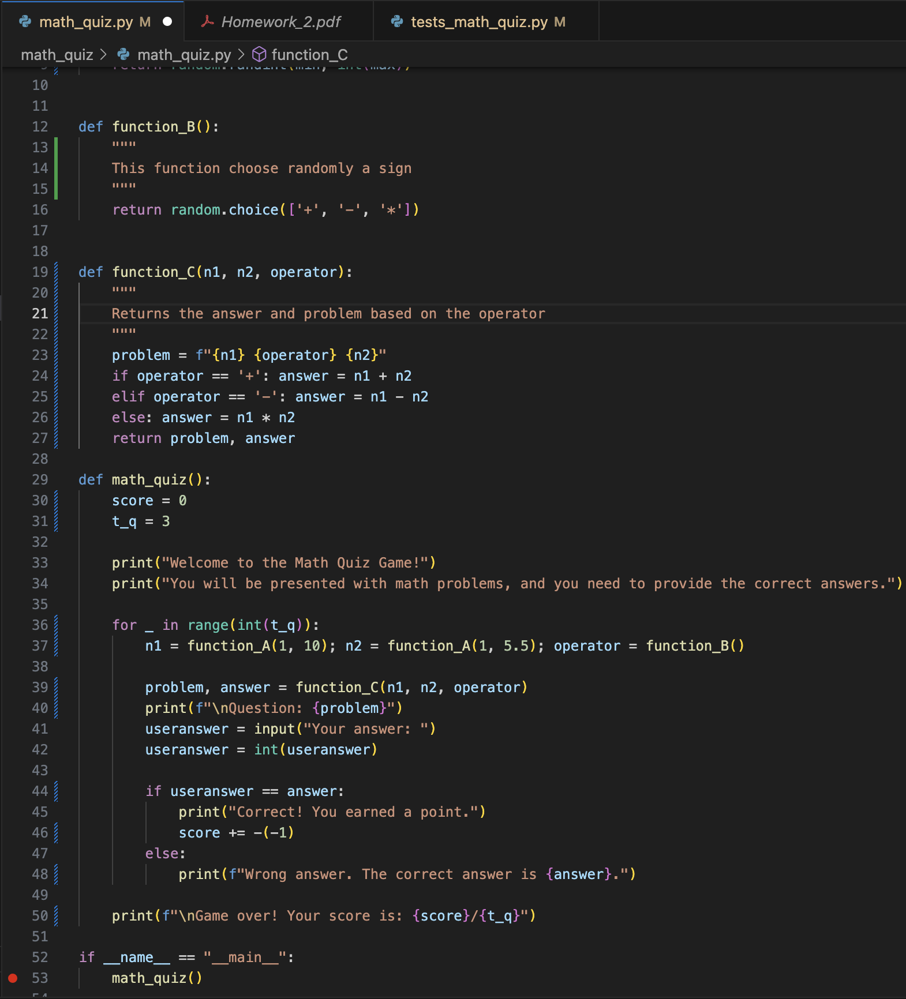 math_quiz.py M
Homework_2.pdf
tests_math_quiz.py M
math_quiz > math_quiz.py > function_C
9 return random.randint(min, int(max))
10
11
12 def function_B():
13 """
14 This function choose randomly a sign
15 """
16 return random.choice(['+', '-', '*'])
17
18
19 def function_C(n1, n2, operator):
20 """
21 Returns the answer and problem based on the operator
22 """
23 problem = f"{n1} {operator} {n2}"
24 if operator == '+': answer = n1 + n2
25 elif operator == '-': answer = n1 - n2
26 else: answer = n1 * n2
27 return problem, answer
28
29 def math_quiz():
30 score = 0
31 t_q = 3
32
33 print("Welcome to the Math Quiz Game!")
34 print("You will be presented with math problems, and you need to provide the correct answers.")
35
36 for _ in range(int(t_q)):
37 n1 = function_A(1, 10); n2 = function_A(1, 5.5); operator = function_B()
38
39 problem, answer = function_C(n1, n2, operator)
40 print(f"\nQuestion: {problem}")
41 useranswer = input("Your answer: ")
42 useranswer = int(useranswer)
43
44 if useranswer == answer:
45 print("Correct! You earned a point.")
46 score += -(-1)
47 else:
48 print(f"Wrong answer. The correct answer is {answer}.")
49
50 print(f"\nGame over! Your score is: {score}/{t_q}")
51
52 if __name__ == "__main__":
53 math_quiz()
54